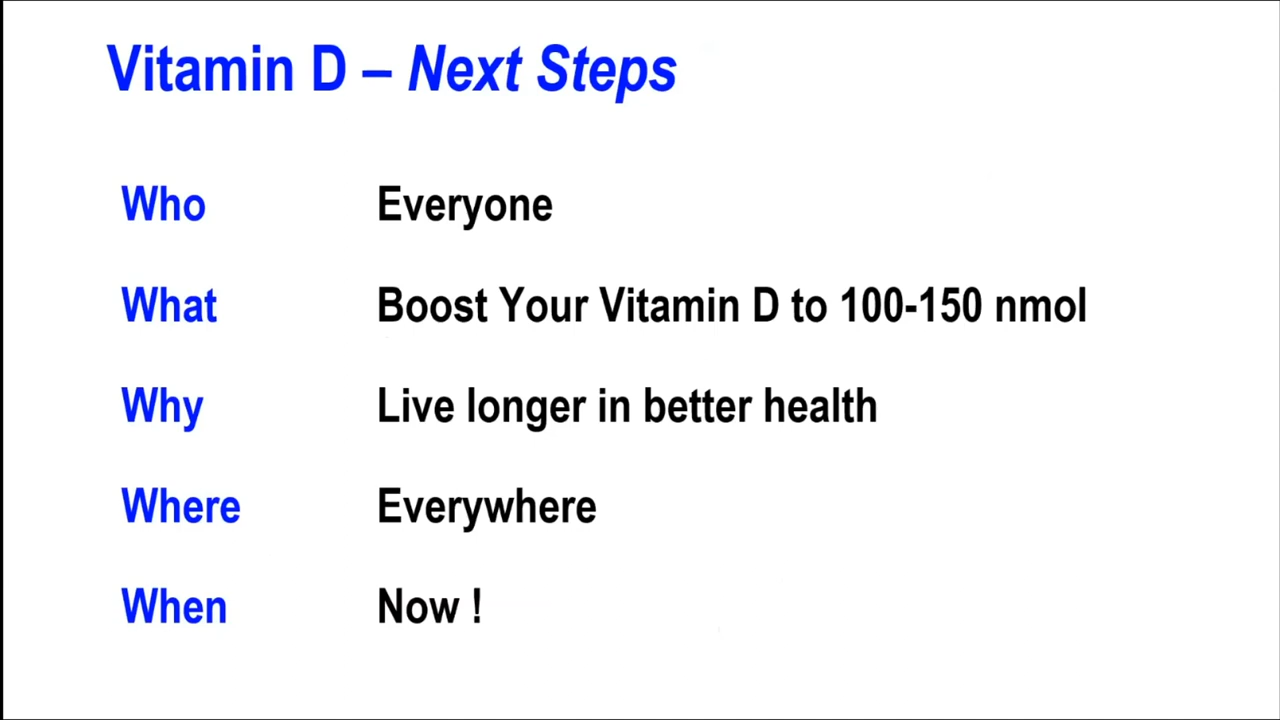 Vitamin D – Next Steps
Who Everyone
What Boost Your Vitamin D to 100-150 nmol
Why Live longer in better health
Where Everywhere
When Now !